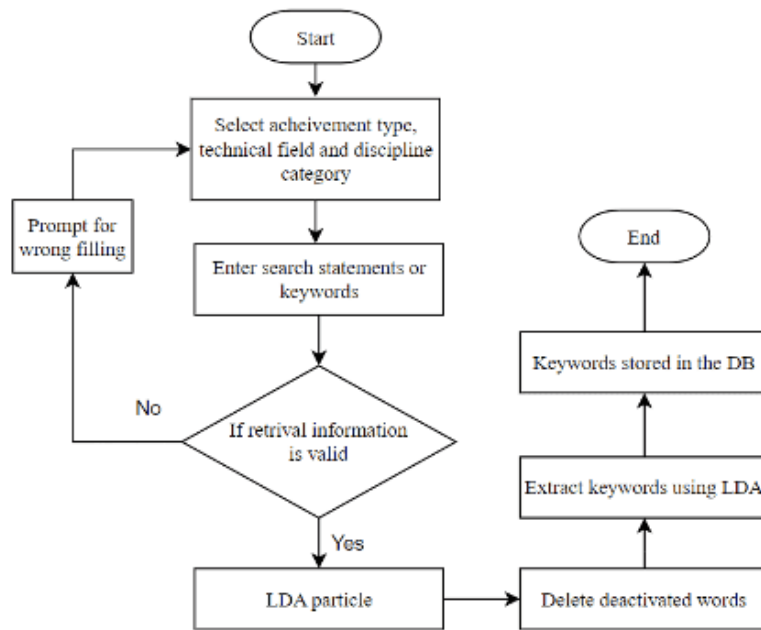 Start
Select acheivement type,
technical field and discipline
category
Prompt for
wrong filling
Enter search statements or
keywords
No
If retrival information
is valid
Yes
LDA particle
Delete deactivated words
Extract keywords using LDA
Keywords stored in the DB
End